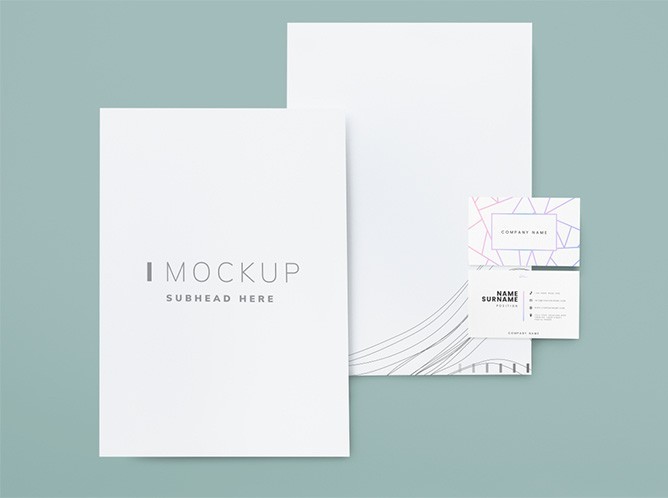 MOCKUP
SUBHEAD HERE
COMPANY NAME
NAME
SURNAME
POSITION
COMPANY NAME